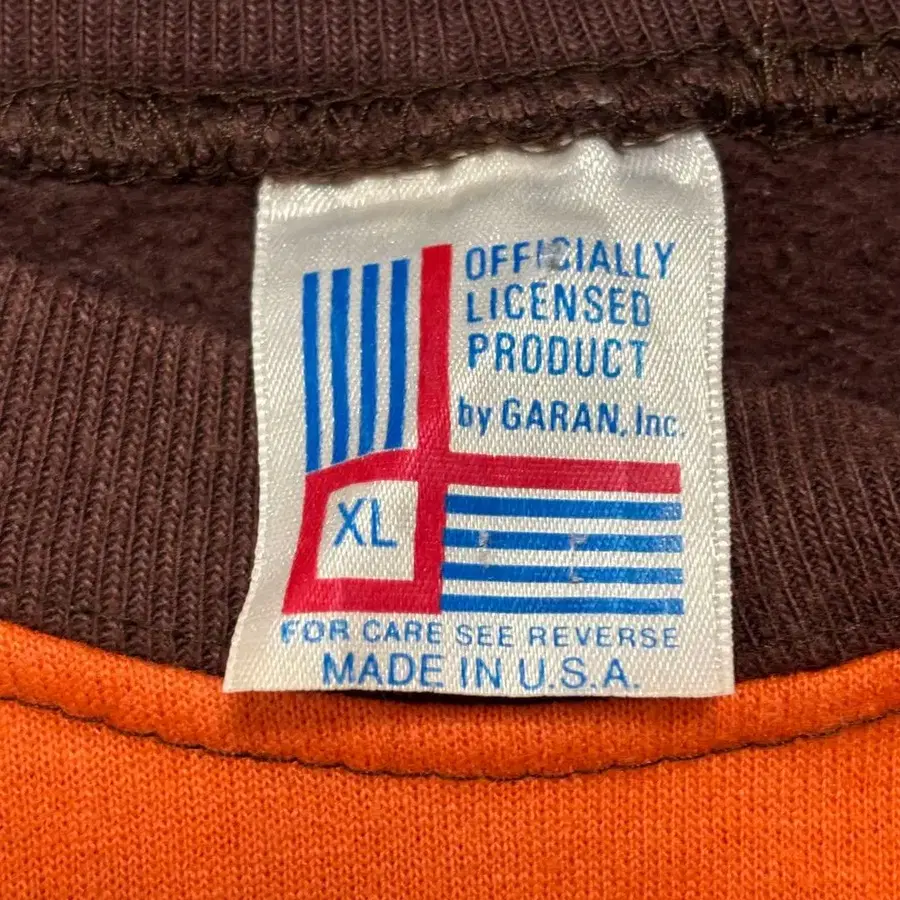 OFFICIALLY
LICENSED
PRODUCT
by GARAN, Inc.
XL
FOR CARE SEE REVERSE
MADE IN U.S.A.